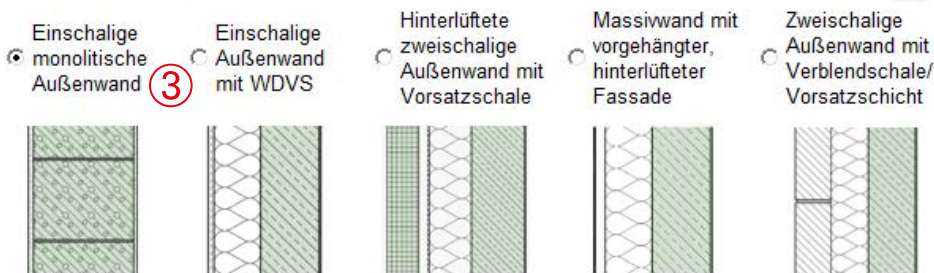 Einschalige
monolitische
Außenwand
③
Einschalige
Außenwand
mit WDVS
Hinterlüftete
zweischalige
Außenwand mit
Vorsatzschale
Massivwand mit
vorgehängter,
hinterlüfteter
Fassade
Zweischalige
Außenwand mit
Verblendschale/
Vorsatzschicht